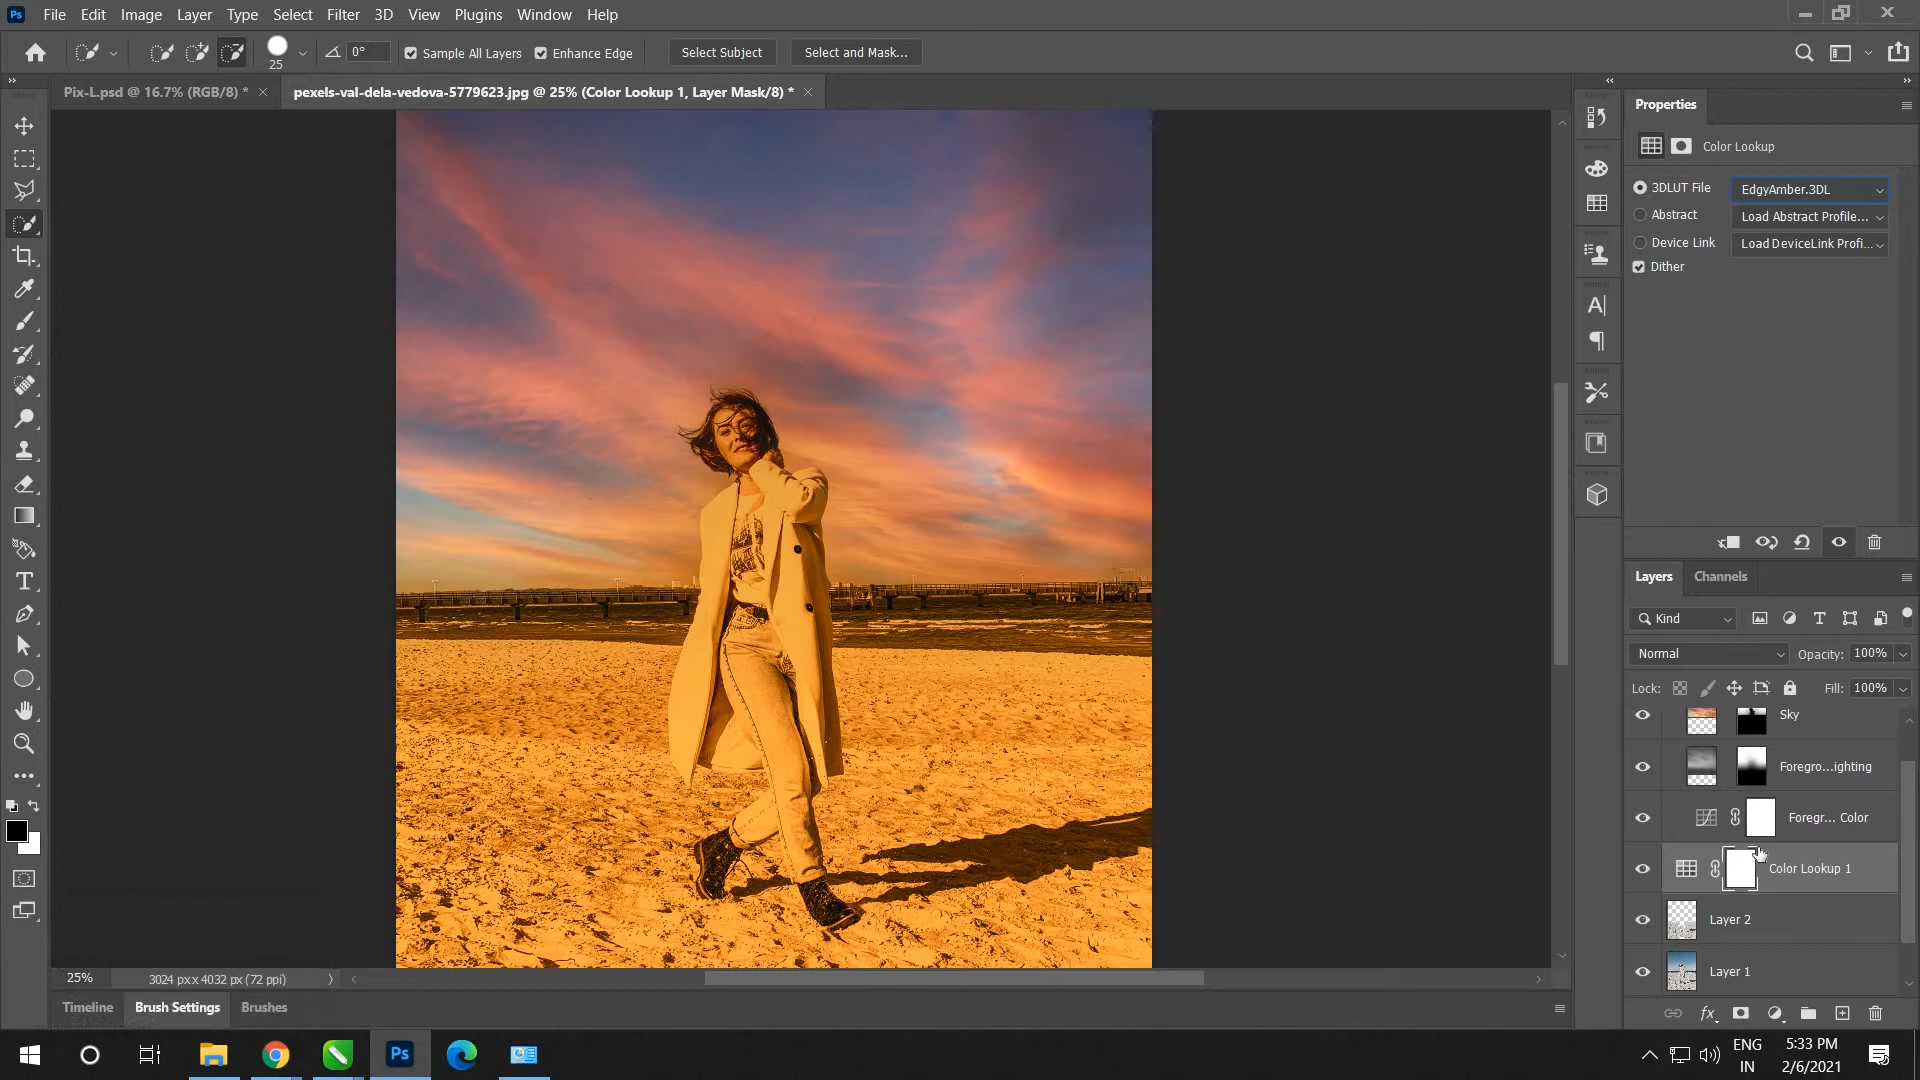 Ps File Edit Image Layer Type Select Filter 3D View Plugins Window Help
25 0° Sample All Layers Enhance Edge Select Subject Select and Mask...
Pix-L.psd @ 16.7% (RGB/8) * × pexels-val-dela-vedova-5779623.jpg @ 25% (Color Lookup 1, Layer Mask/8) * ×
Properties
Color Lookup
3DLUT File EdgyAmber.3DL
Abstract Load Abstract Profile...
Device Link Load DeviceLink Profi...
Dither
Layers Channels
Kind
Normal Opacity: 100%
Lock: Fill: 100%
Sky
Foregro...ighting
Foregr... Color
Color Lookup 1
Layer 2
Layer 1
25% 3024 px x 4032 px (72 ppi)
Timeline Brush Settings Brushes
Ps ENG IN 5:33 PM 2/6/2021